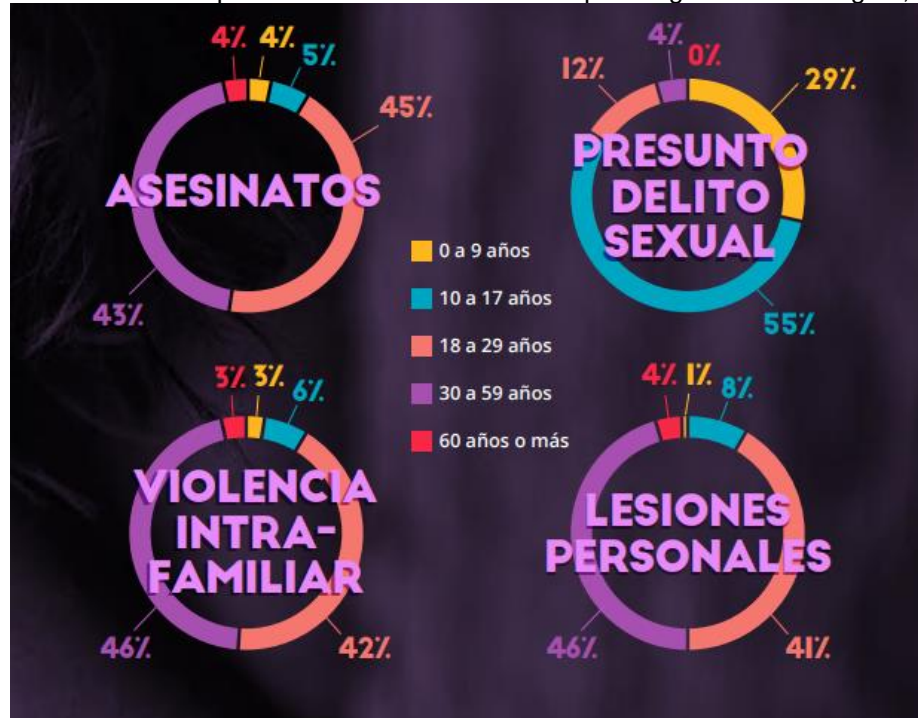 4% 4% 5%
45%
ASESINATOS
43%
12% 4% 0% 29%
PRESUNTO
DELITO
SEXUAL
55%
0 a 9 años
10 a 17 años
18 a 29 años
30 a 59 años
60 años o más
3% 3% 6%
VIOLENCIA
INTRA-
FAMILIAR
46% 42%
4% 1% 8%
LESIONES
PERSONALES
46% 41%